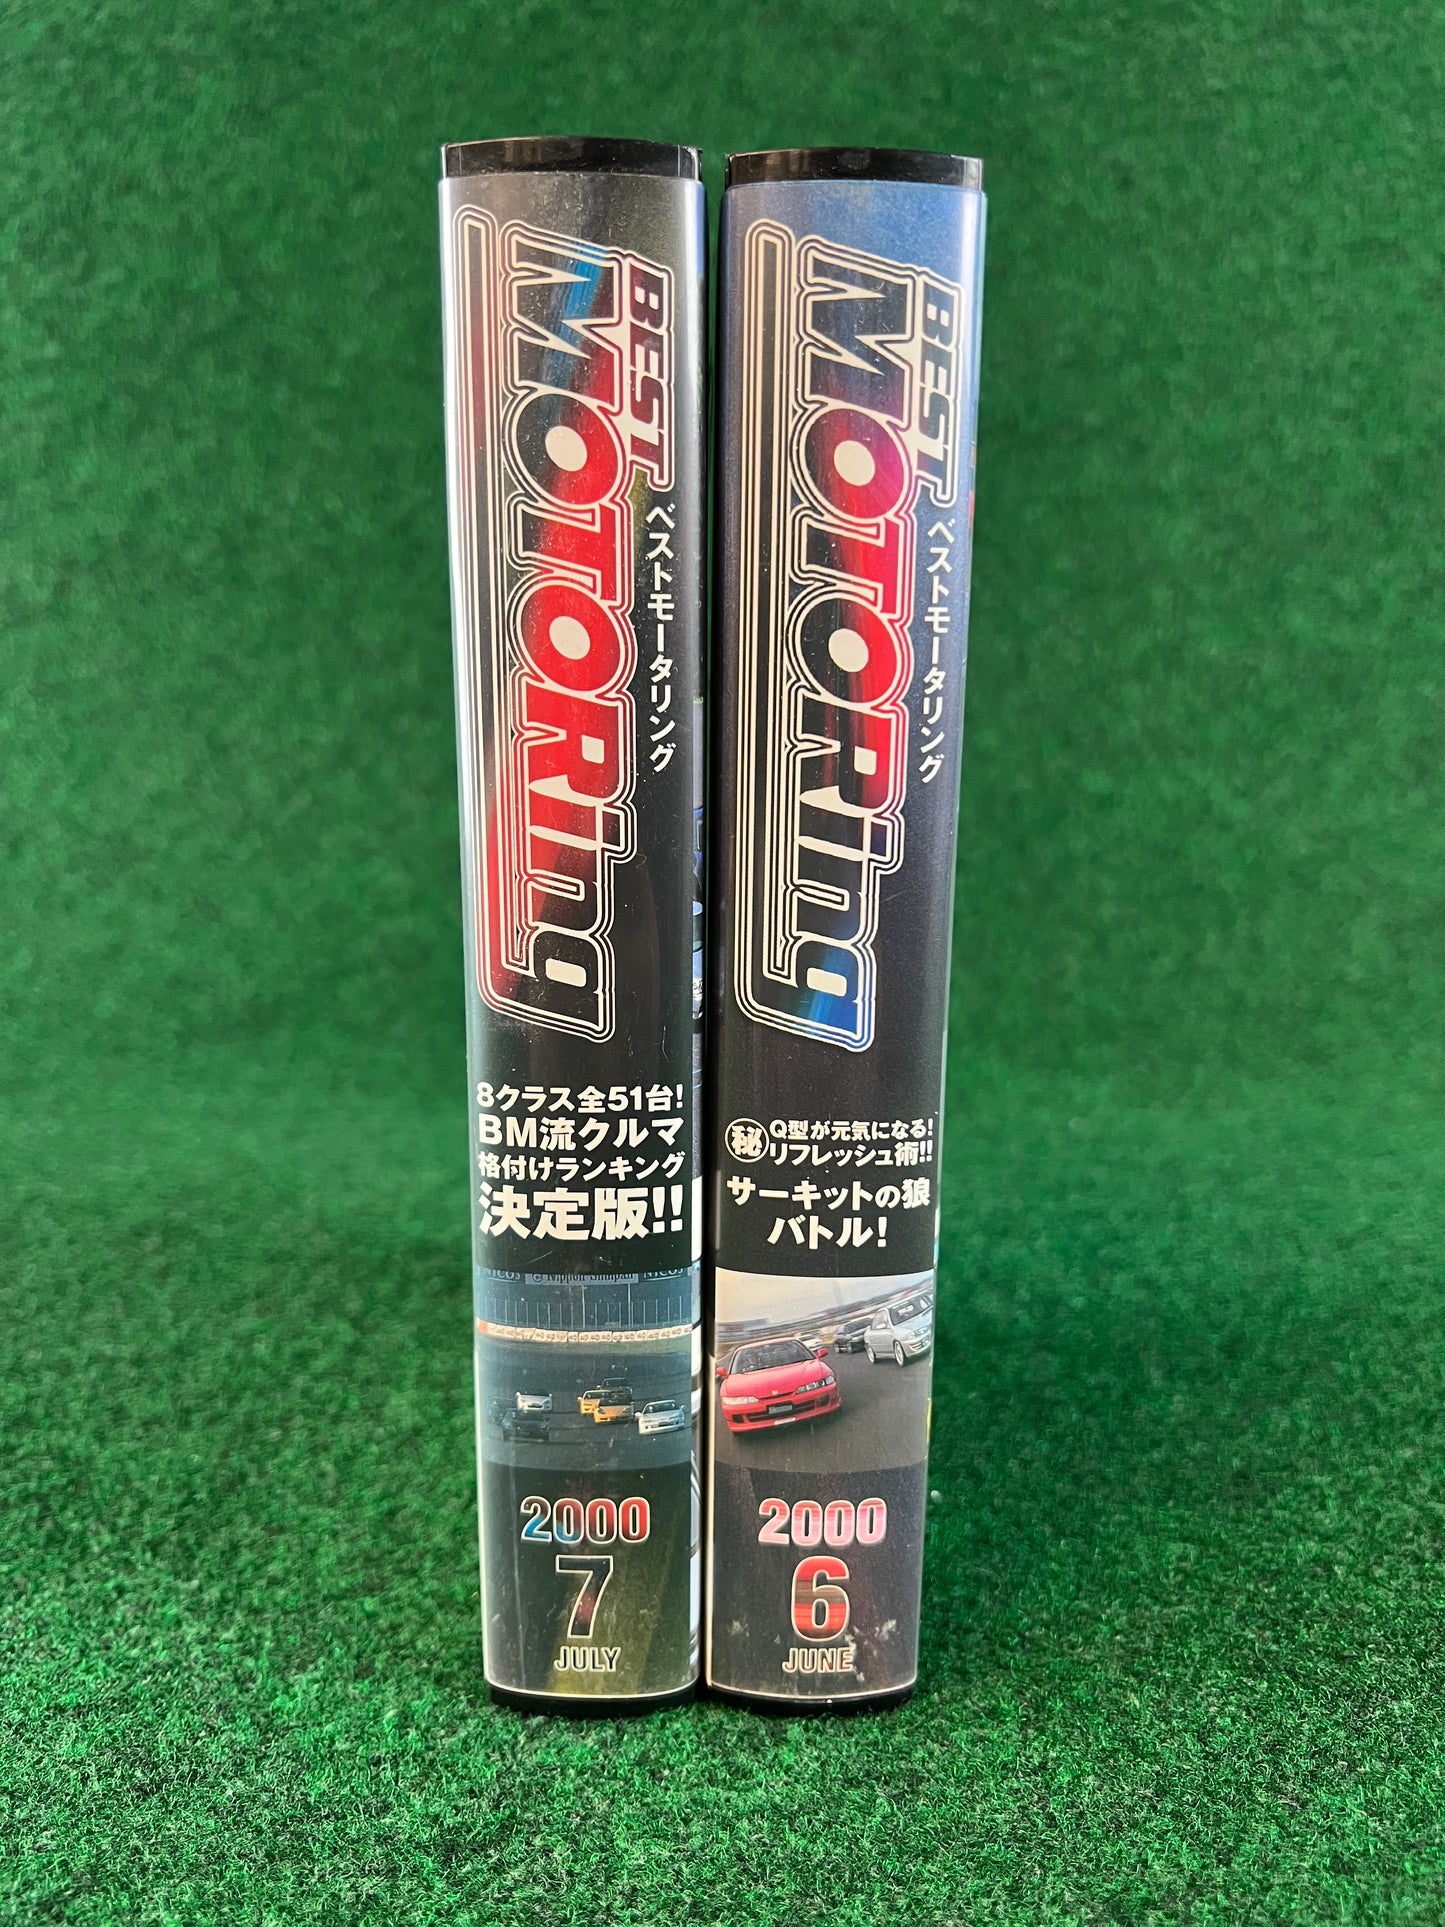 BEST
MOTORing
ベストモータリング
8クラス全51台!
BM流クルマ
格付けランキング
決定版!!
NICOS
Nippon Shinpan
NICOS
2000
7
JULY
BEST
MOTORing
ベストモータリング
㊙ Q型が元気になる!
リフレッシュ術!!
サーキットの狼
バトル!
2000
6
JUNE